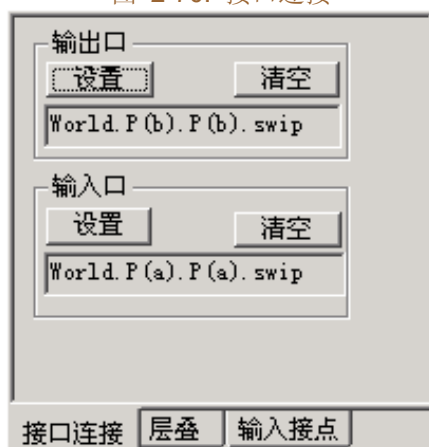 输出口
设置 清空
World.P(b).P(b).swip
输入口
设置 清空
World.P(a).P(a).swip
接口连接 层叠 输入接点